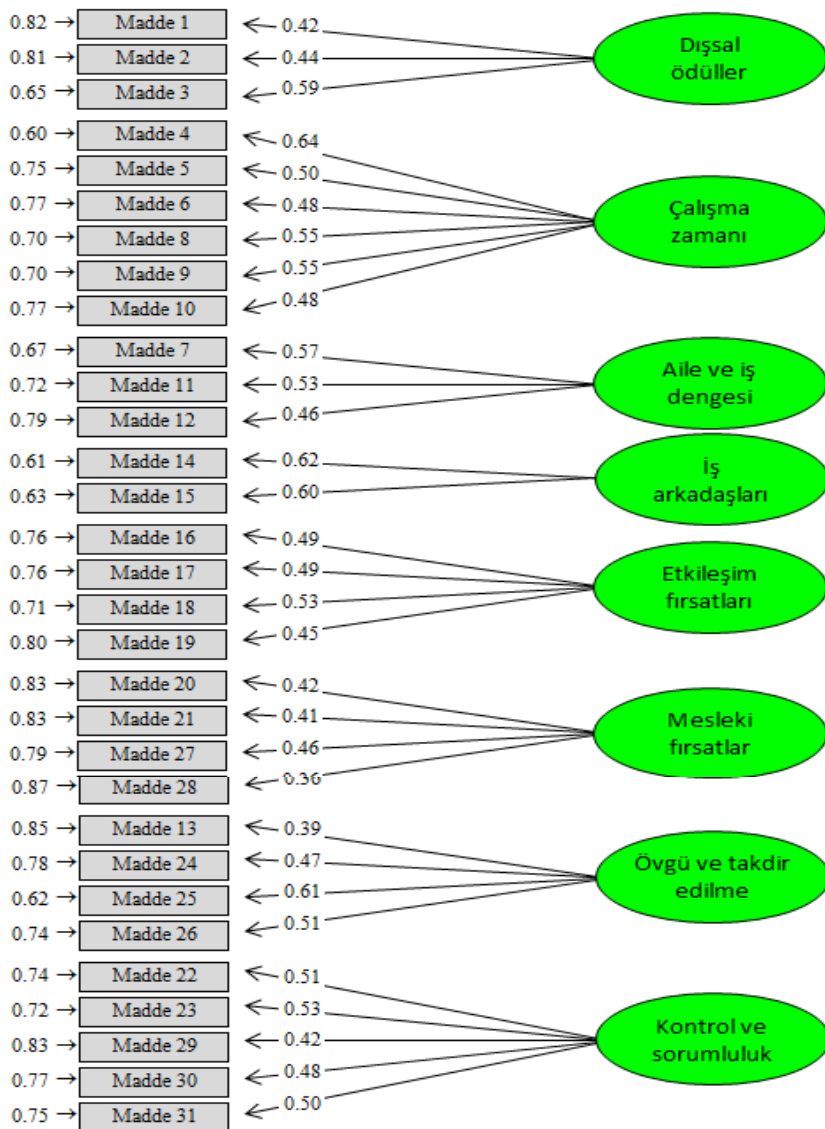 0.82 → Madde 1 0.42
0.81 → Madde 2 0.44
0.65 → Madde 3 0.59
Dışsal
ödüller
0.60 → Madde 4 0.64
0.75 → Madde 5 0.50
0.77 → Madde 6 0.48
0.70 → Madde 8 0.55
0.70 → Madde 9 0.55
0.77 → Madde 10 0.48
Çalışma
zamanı
0.67 → Madde 7 0.57
0.72 → Madde 11 0.53
0.79 → Madde 12 0.46
Aile ve iş
dengesi
0.61 → Madde 14 0.62
0.63 → Madde 15 0.60
İş
arkadaşları
0.76 → Madde 16 0.49
0.76 → Madde 17 0.49
0.71 → Madde 18 0.53
0.80 → Madde 19 0.45
Etkileşim
fırsatları
0.83 → Madde 20 0.42
0.83 → Madde 21 0.41
0.79 → Madde 27 0.46
0.87 → Madde 28 0.36
Mesleki
fırsatlar
0.85 → Madde 13 0.39
0.78 → Madde 24 0.47
0.62 → Madde 25 0.61
0.74 → Madde 26 0.51
Övgü ve takdir
edilme
0.74 → Madde 22 0.51
0.72 → Madde 23 0.53
0.83 → Madde 29 0.42
0.77 → Madde 30 0.48
0.75 → Madde 31 0.50
Kontrol ve
sorumluluk